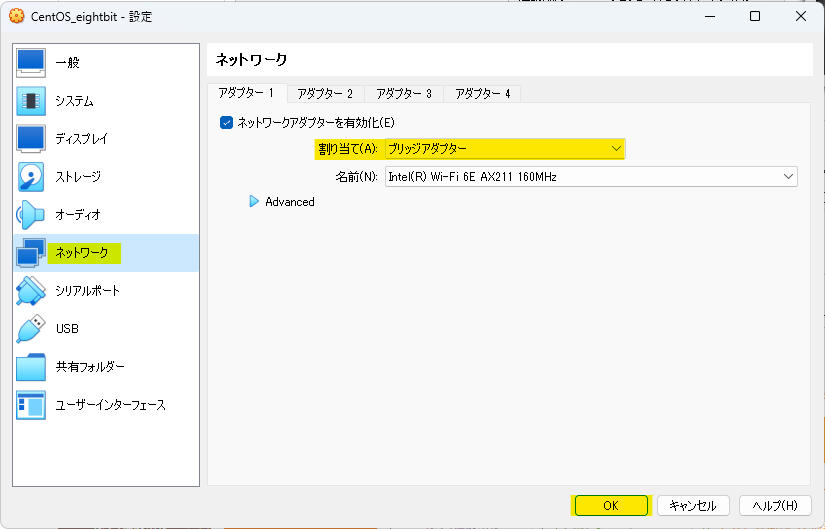 CentOS_eightbit - 設定
一般
システム
ディスプレイ
ストレージ
オーディオ
ネットワーク
シリアルポート
USB
共有フォルダー
ユーザーインターフェース
ネットワーク
アダプター 1 アダプター 2 アダプター 3 アダプター 4
ネットワークアダプターを有効化(E)
割り当て(A): ブリッジアダプター
名前(N): Intel(R) Wi-Fi 6E AX211 160MHz
Advanced
OK キャンセル ヘルプ(H)